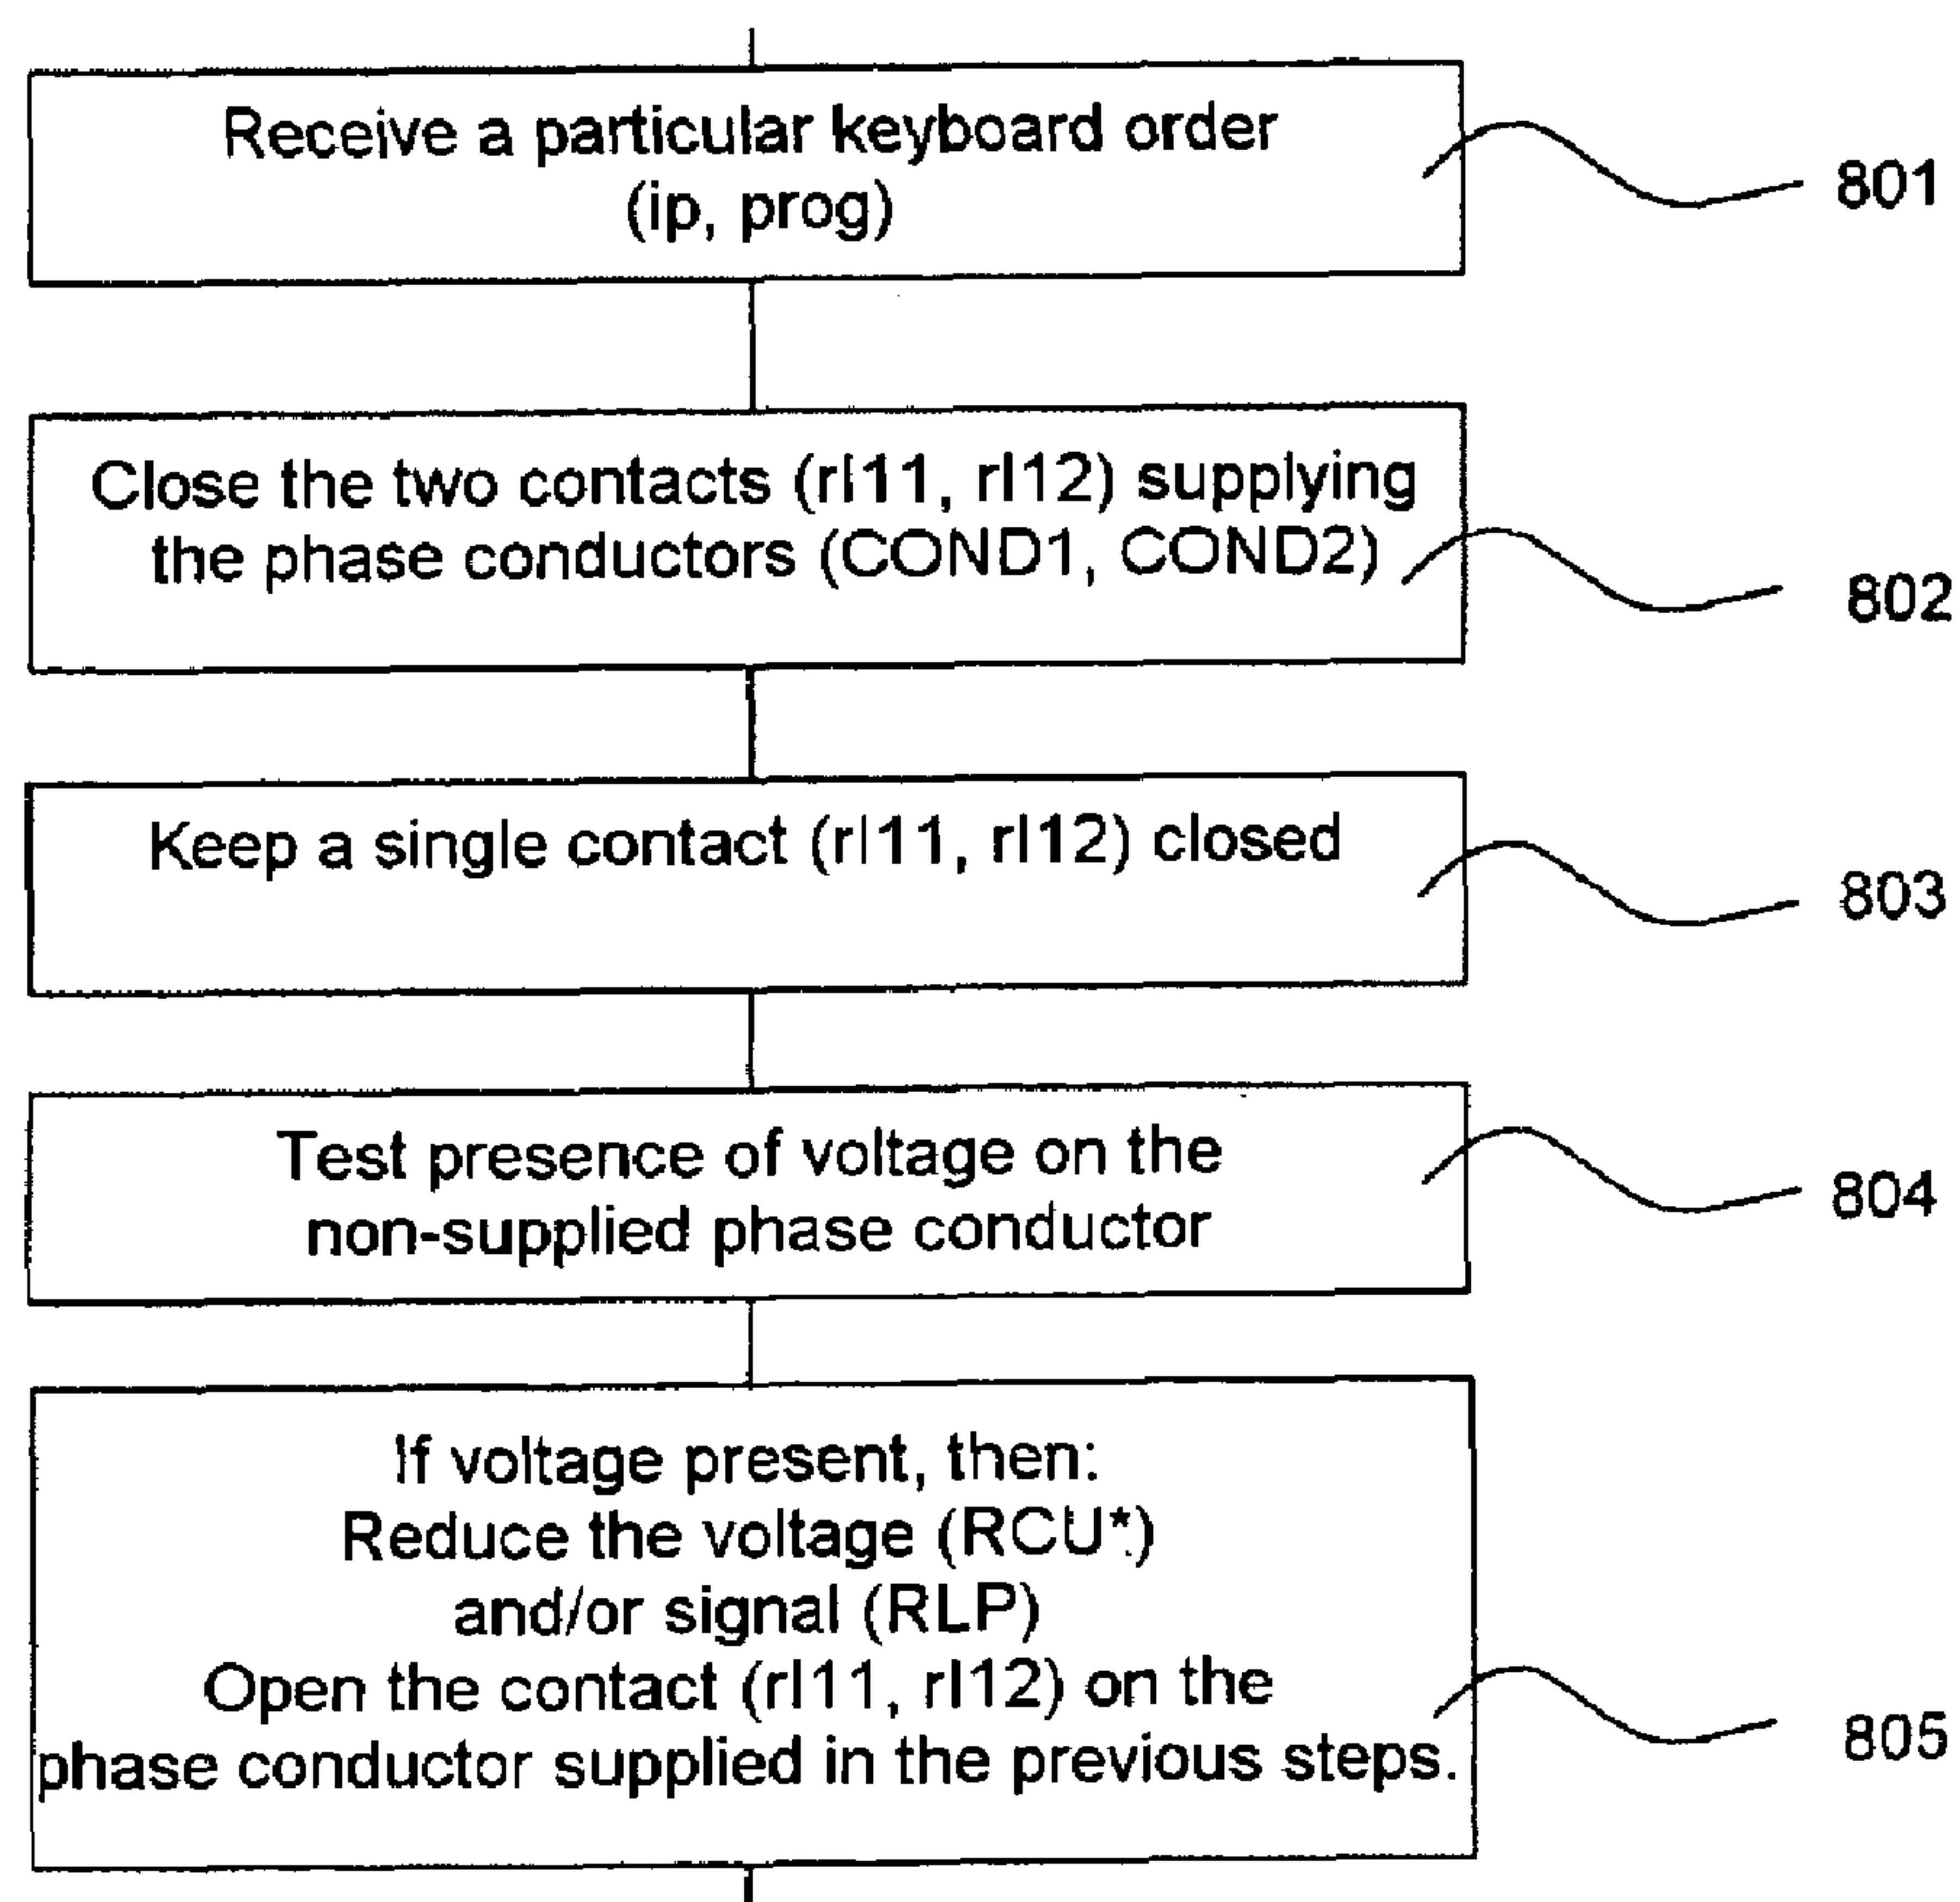 Receive a particular keyboard order
(ip, prog)
801
Close the two contacts (rl11, rl12) supplying
the phase conductors (COND1, COND2)
802
Keep a single contact (rl11, rl12) closed
803
Test presence of voltage on the
non-supplied phase conductor
804
If voltage present, then:
Reduce the voltage (RCU*)
and/or signal (RLP)
Open the contact (rl11, rl12) on the
phase conductor supplied in the previous steps.
805